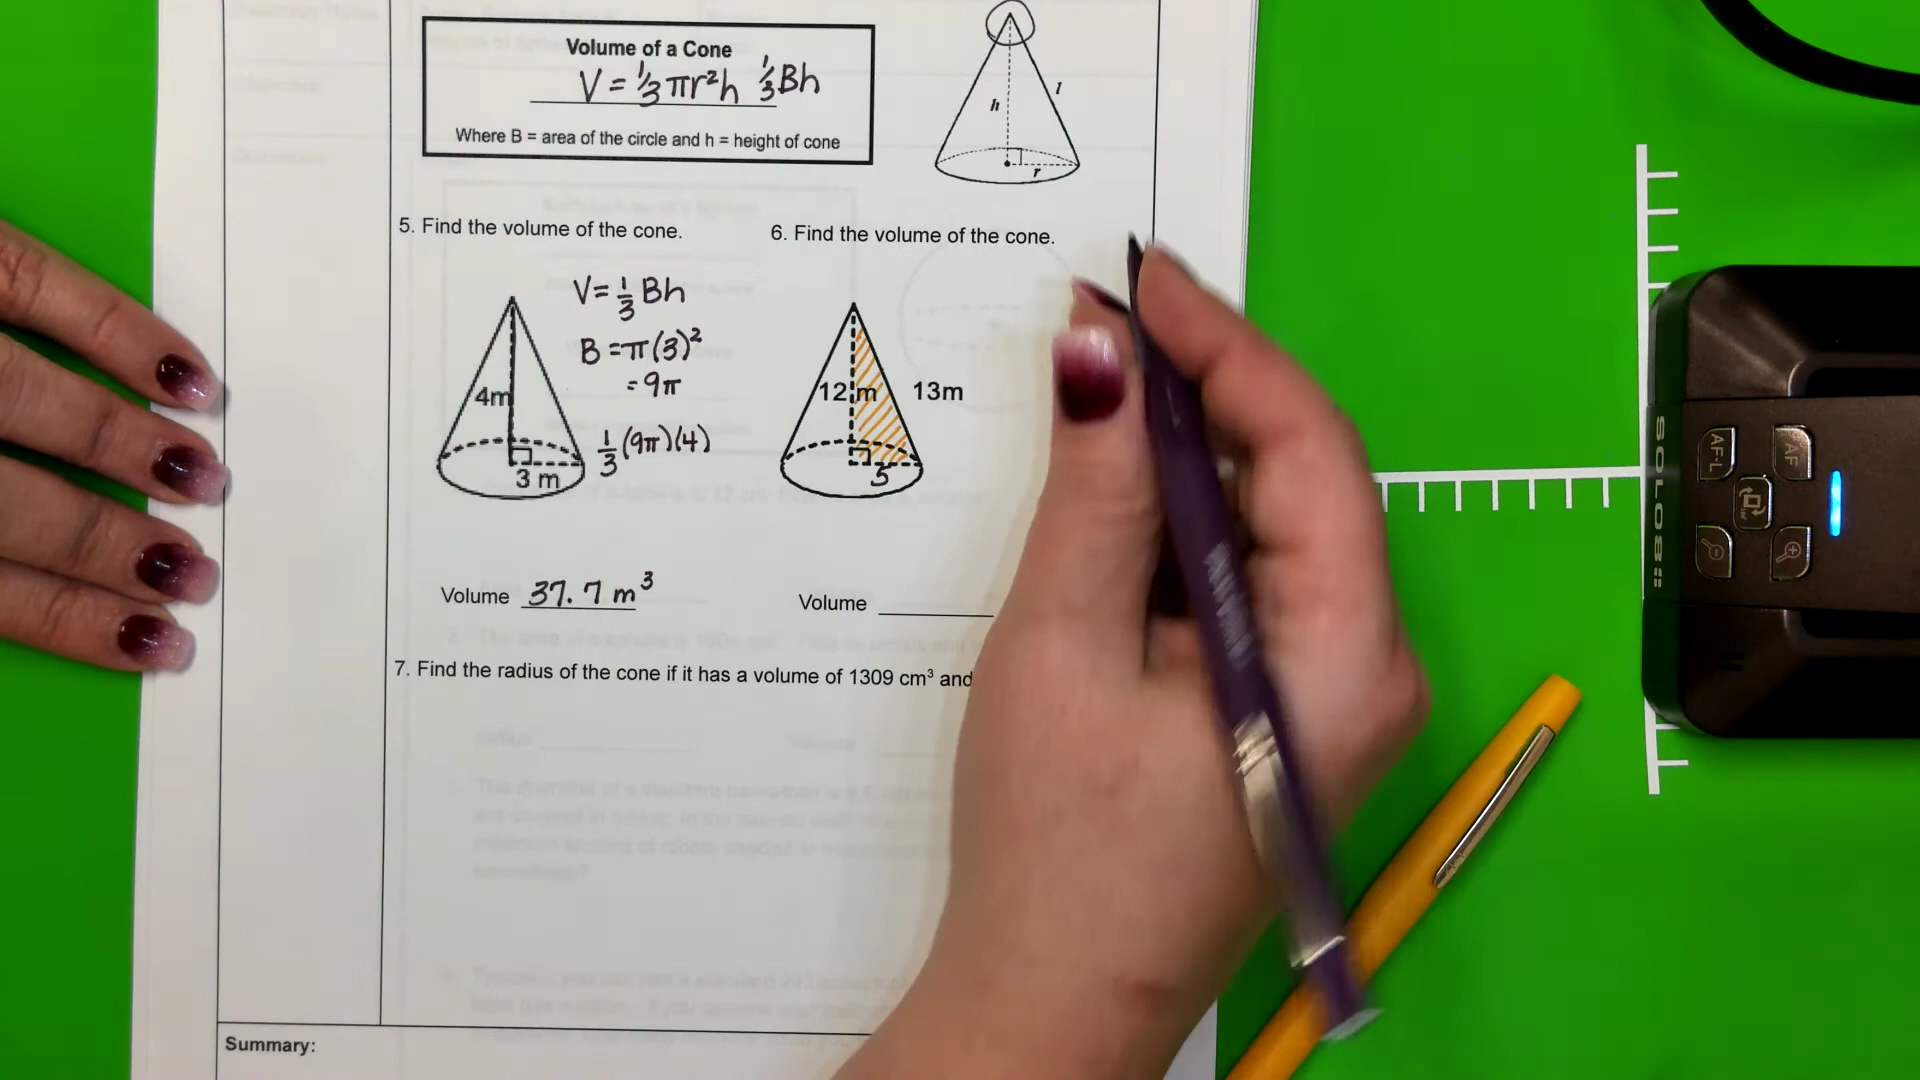 Volume of a Cone
V = 1/3 πr²h 1/3 Bh
Where B = area of the circle and h = height of cone
h
l
r
5. Find the volume of the cone.
V = 1/3 Bh
B = π(3)²
= 9π
1/3 (9π)(4)
4m
3 m
Volume 37.7 m³
6. Find the volume of the cone.
12 m
13m
5
Volume
7. Find the radius of the cone if it has a volume of 1309 cm³ and
Summary:
SOLO8
AF-L
AF